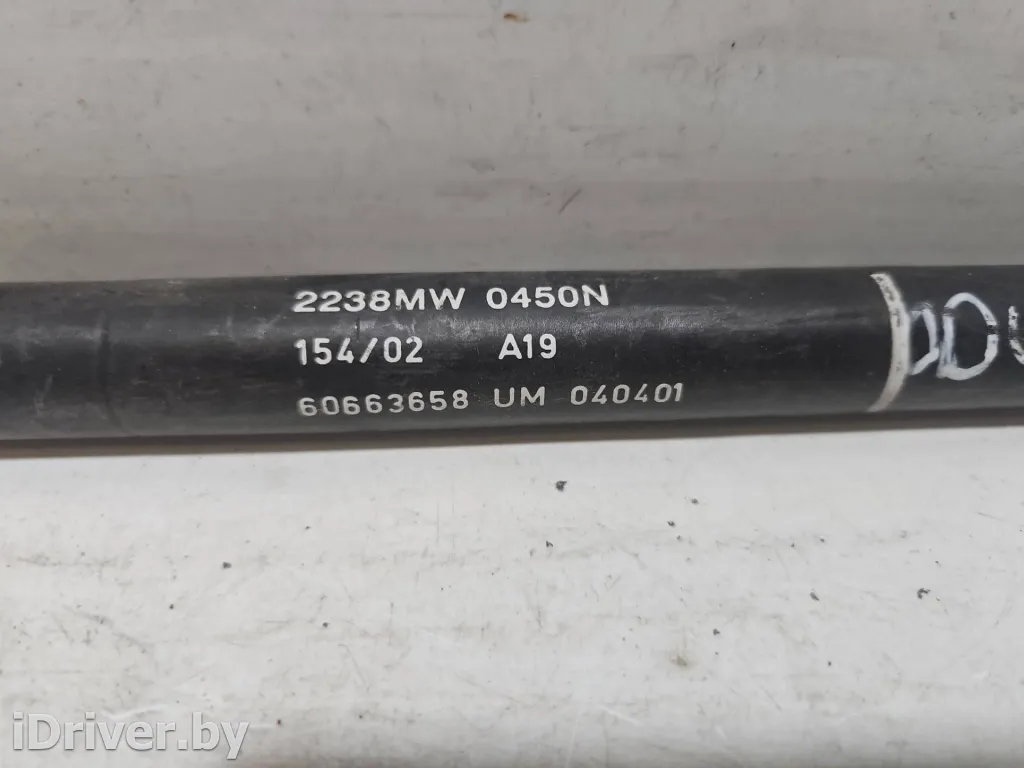 2238MW 0450N
154/02 A19
60663658 UM 040401
iDriver.by